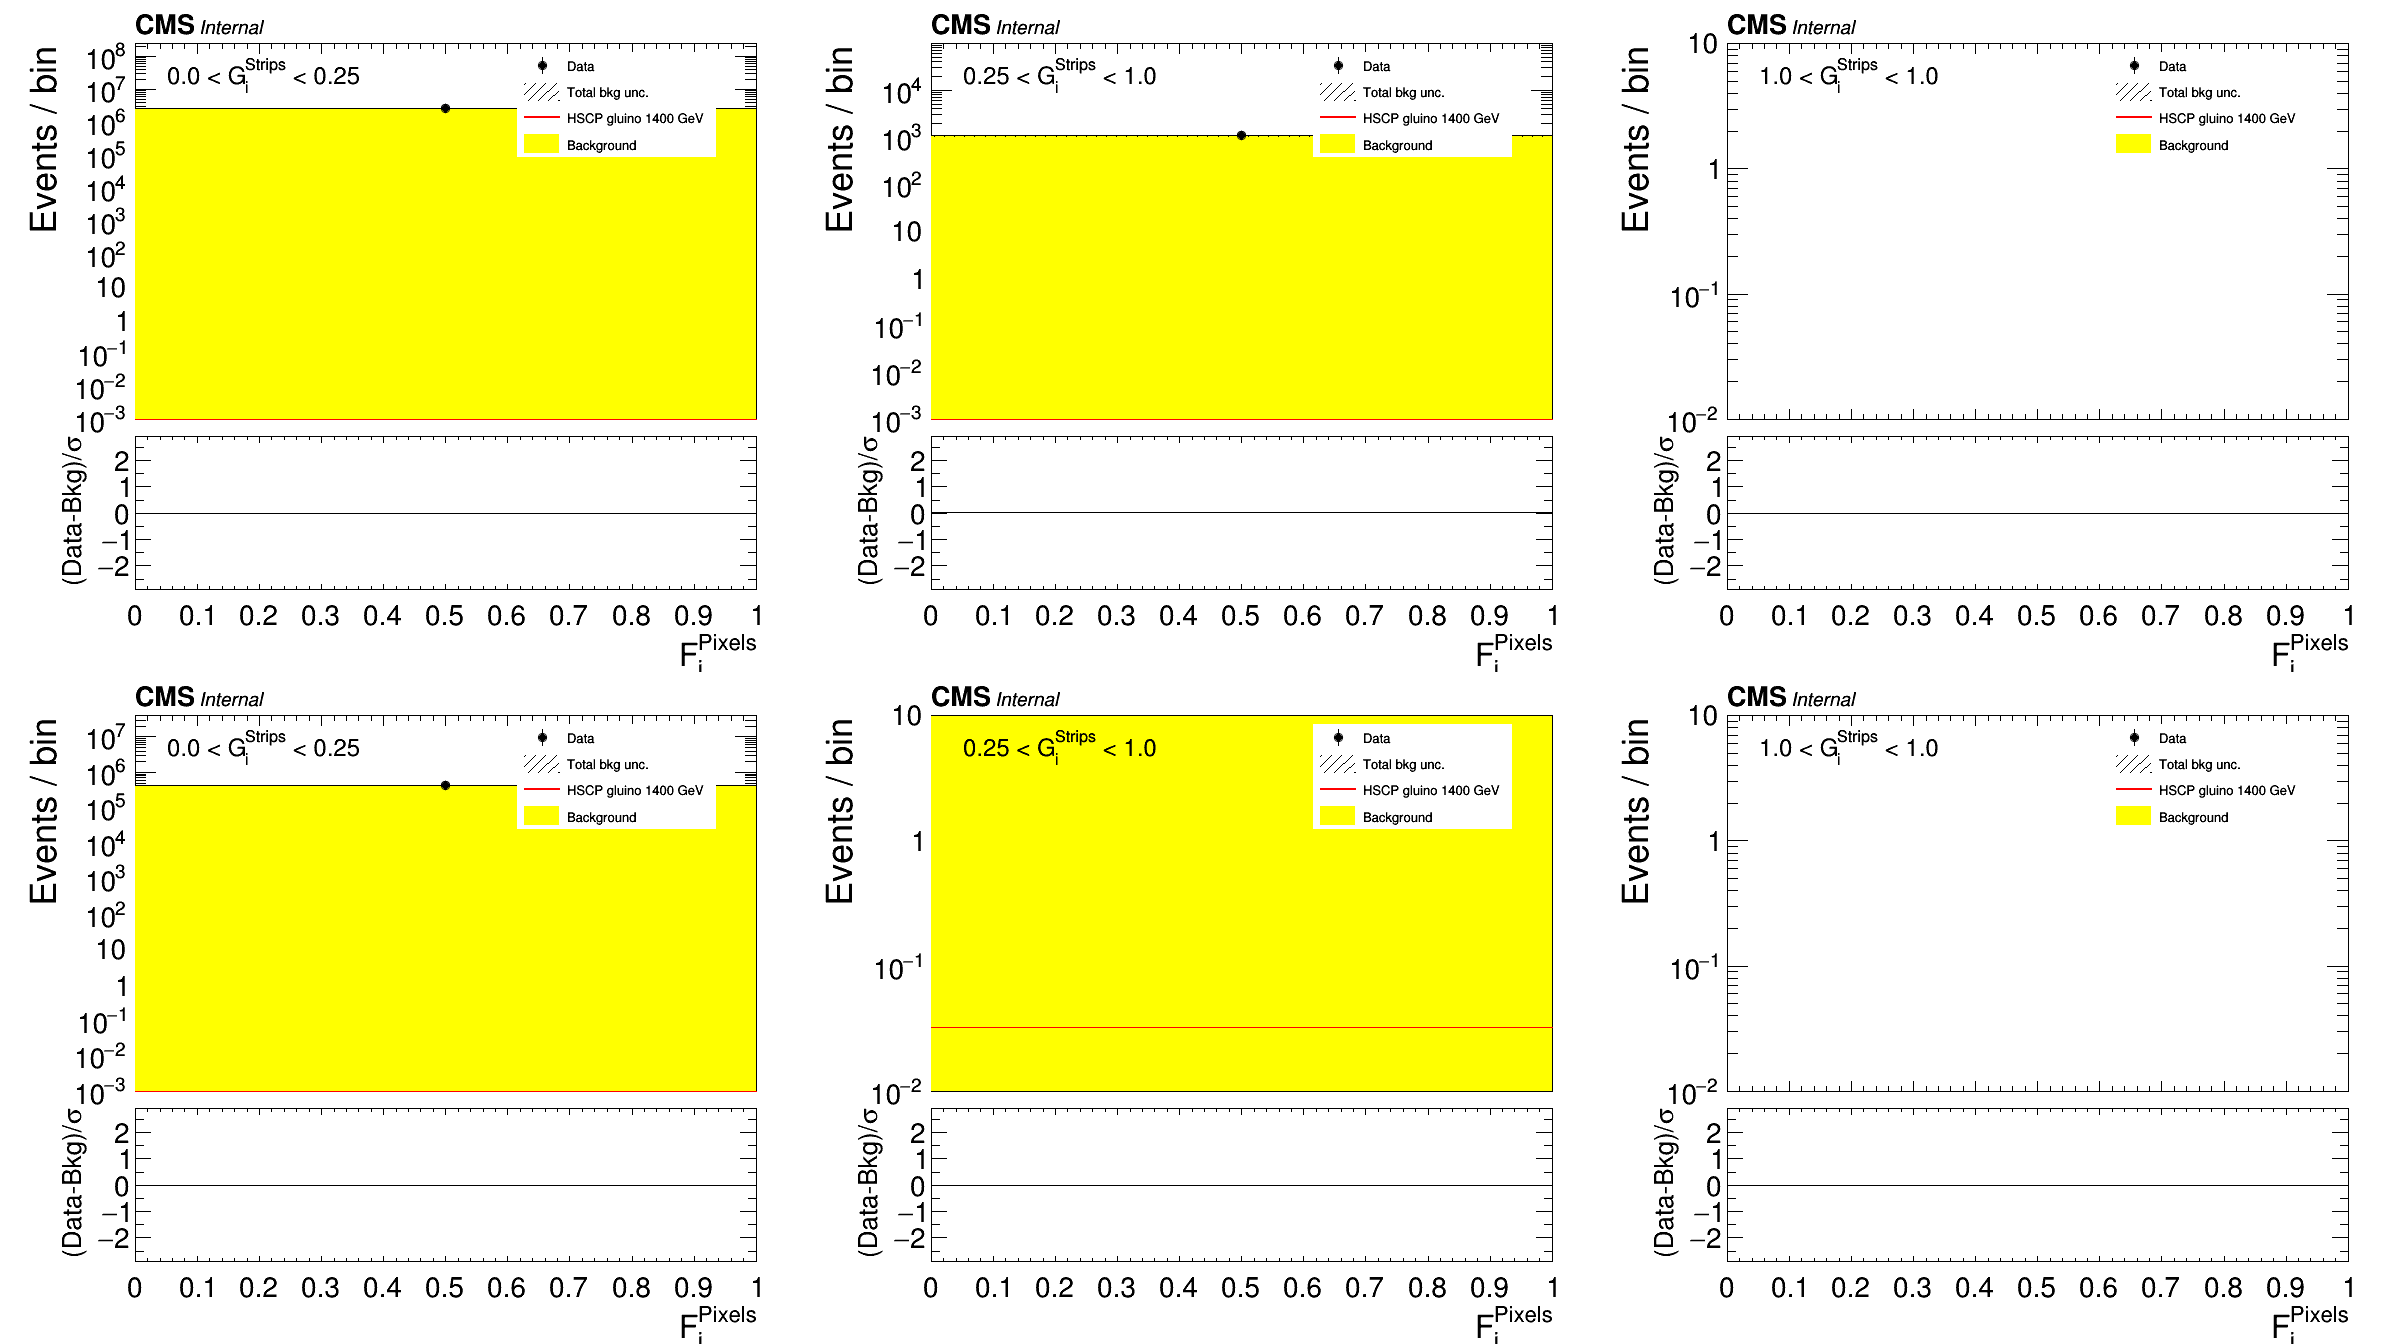 CMS Internal
Events / bin
10^8
10^7
10^6
10^5
10^4
10^3
10^2
10
1
10^−1
10^−2
10^−3
0.0 < G_i^Strips < 0.25
Data
Total bkg unc.
HSCP gluino 1400 GeV
Background
(Data-Bkg)/σ
2
1
0
−1
−2
0 0.1 0.2 0.3 0.4 0.5 0.6 0.7 0.8 0.9 1
F_i^Pixels
CMS Internal
Events / bin
10^4
10^3
10^2
10
1
10^−1
10^−2
10^−3
0.25 < G_i^Strips < 1.0
Data
Total bkg unc.
HSCP gluino 1400 GeV
Background
(Data-Bkg)/σ
2
1
0
−1
−2
0 0.1 0.2 0.3 0.4 0.5 0.6 0.7 0.8 0.9 1
F_i^Pixels
CMS Internal
Events / bin
10
1
10^−1
10^−2
1.0 < G_i^Strips < 1.0
Data
Total bkg unc.
HSCP gluino 1400 GeV
Background
(Data-Bkg)/σ
2
1
0
−1
−2
0 0.1 0.2 0.3 0.4 0.5 0.6 0.7 0.8 0.9 1
F_i^Pixels
CMS Internal
Events / bin
10^7
10^6
10^5
10^4
10^3
10^2
10
1
10^−1
10^−2
10^−3
0.0 < G_i^Strips < 0.25
Data
Total bkg unc.
HSCP gluino 1400 GeV
Background
(Data-Bkg)/σ
2
1
0
−1
−2
0 0.1 0.2 0.3 0.4 0.5 0.6 0.7 0.8 0.9 1
F_i^Pixels
CMS Internal
Events / bin
10
1
10^−1
10^−2
0.25 < G_i^Strips < 1.0
Data
Total bkg unc.
HSCP gluino 1400 GeV
Background
(Data-Bkg)/σ
2
1
0
−1
−2
0 0.1 0.2 0.3 0.4 0.5 0.6 0.7 0.8 0.9 1
F_i^Pixels
CMS Internal
Events / bin
10
1
10^−1
10^−2
1.0 < G_i^Strips < 1.0
Data
Total bkg unc.
HSCP gluino 1400 GeV
Background
(Data-Bkg)/σ
2
1
0
−1
−2
0 0.1 0.2 0.3 0.4 0.5 0.6 0.7 0.8 0.9 1
F_i^Pixels